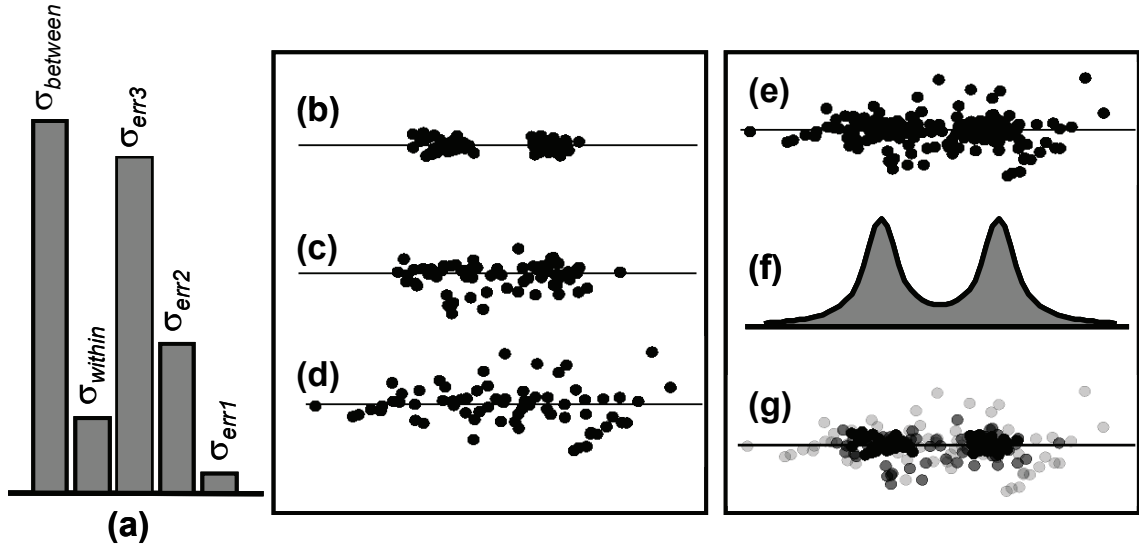 σbetween
σwithin
σerr3
σerr2
σerr1
(a)
(b)
(c)
(d)
(e)
(f)
(g)